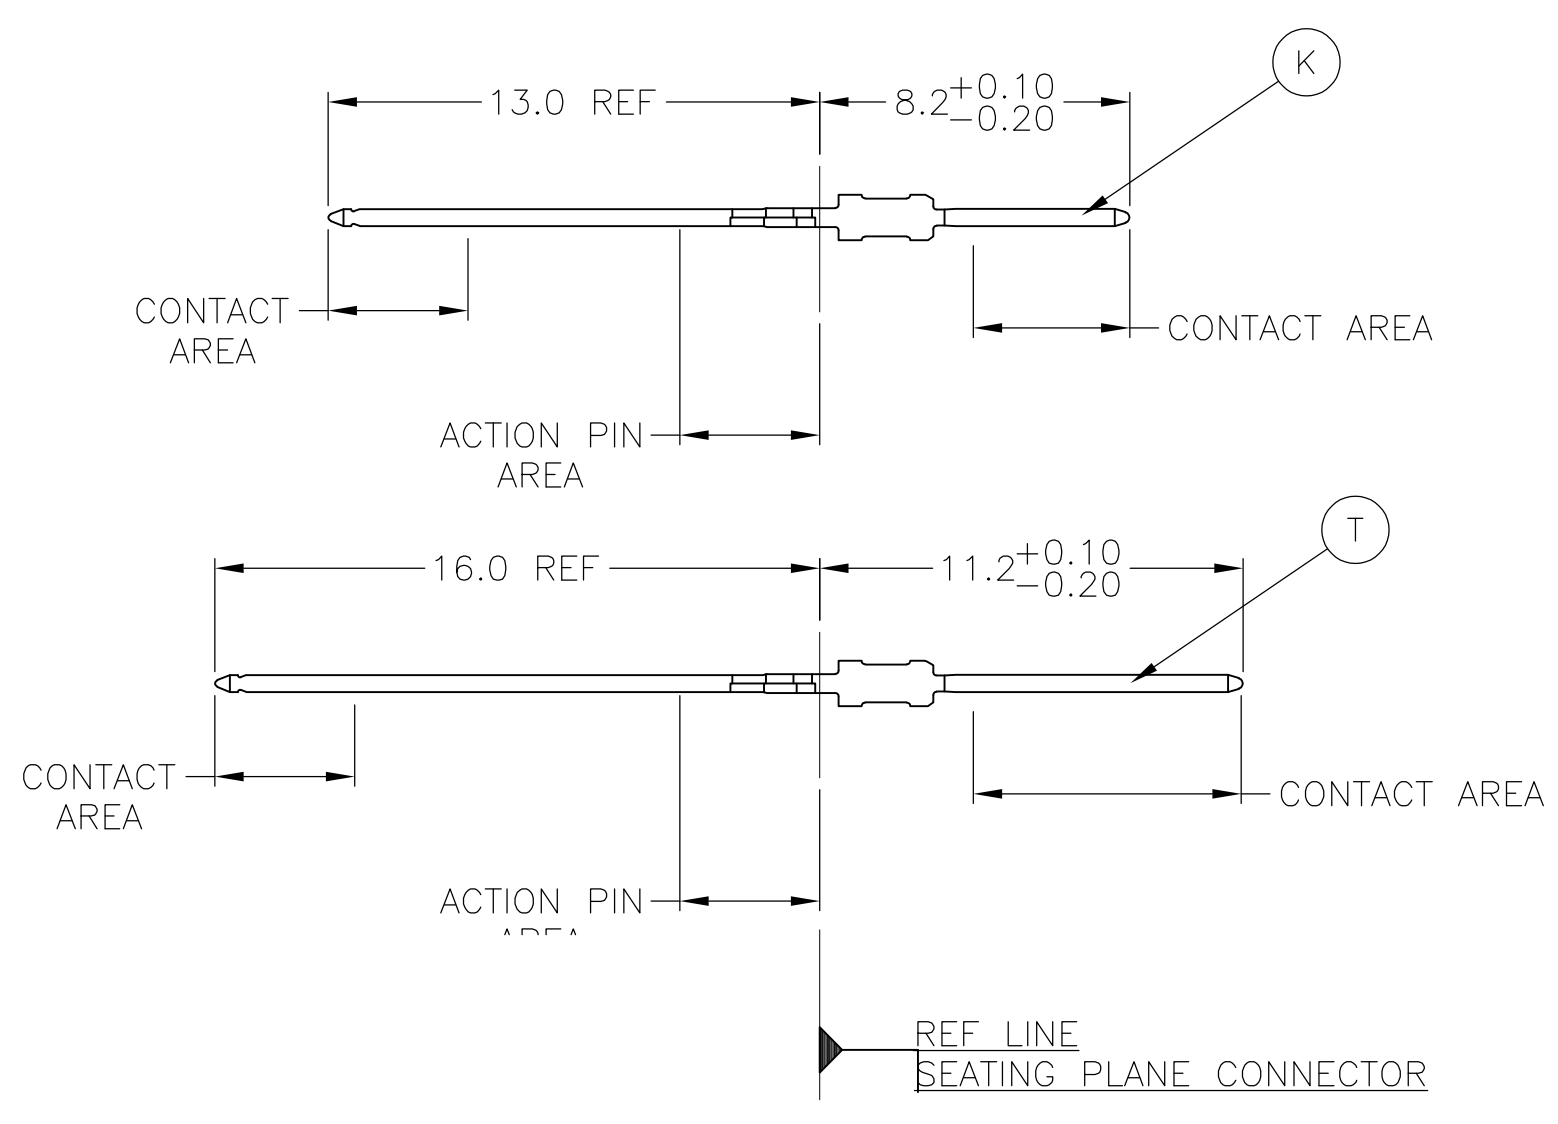 K
13.0 REF
8.2 +0.10
-0.20
CONTACT
AREA
CONTACT AREA
ACTION PIN
AREA
T
16.0 REF
11.2 +0.10
-0.20
CONTACT
AREA
CONTACT AREA
ACTION PIN
AREA
REF LINE
SEATING PLANE CONNECTOR